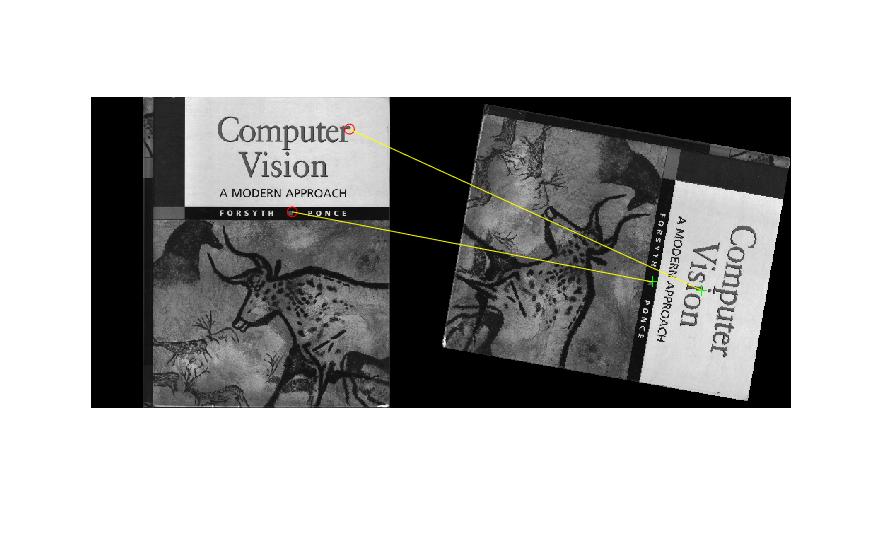 Computer
Vision
A MODERN APPROACH
FORSYTH PONCE
Computer
Vision
A MODERN APPROACH
FORSYTH PONCE